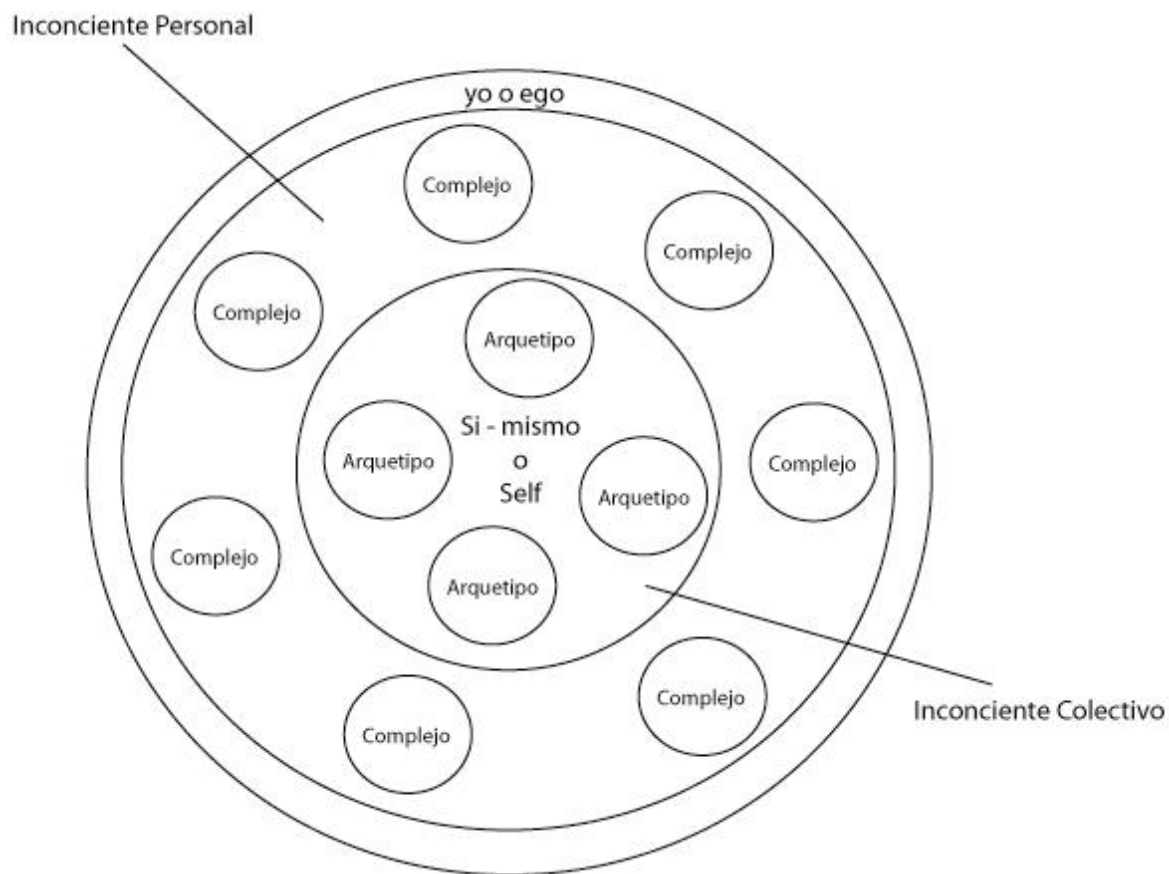 Inconciente Personal
yo o ego
Complejo
Complejo
Complejo
Arquetipo
Si - mismo
o
Self
Arquetipo
Arquetipo
Complejo
Complejo
Arquetipo
Complejo
Complejo
Inconciente Colectivo